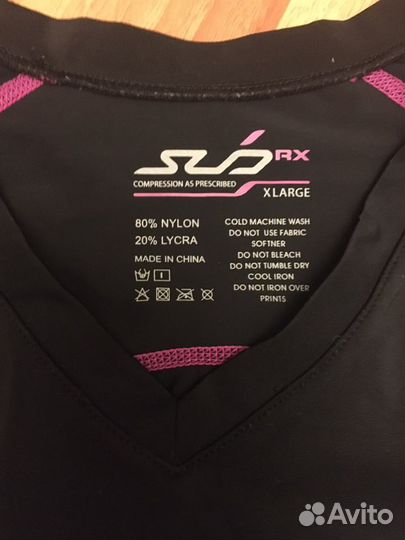 SUB RX
COMPRESSION AS PRESCRIBED
X LARGE
80% NYLON
20% LYCRA
MADE IN CHINA
COLD MACHINE WASH
DO NOT USE FABRIC
SOFTNER
DO NOT BLEACH
DO NOT TUMBLE DRY
COOL IRON
DO NOT IRON OVER
PRINTS
Avito